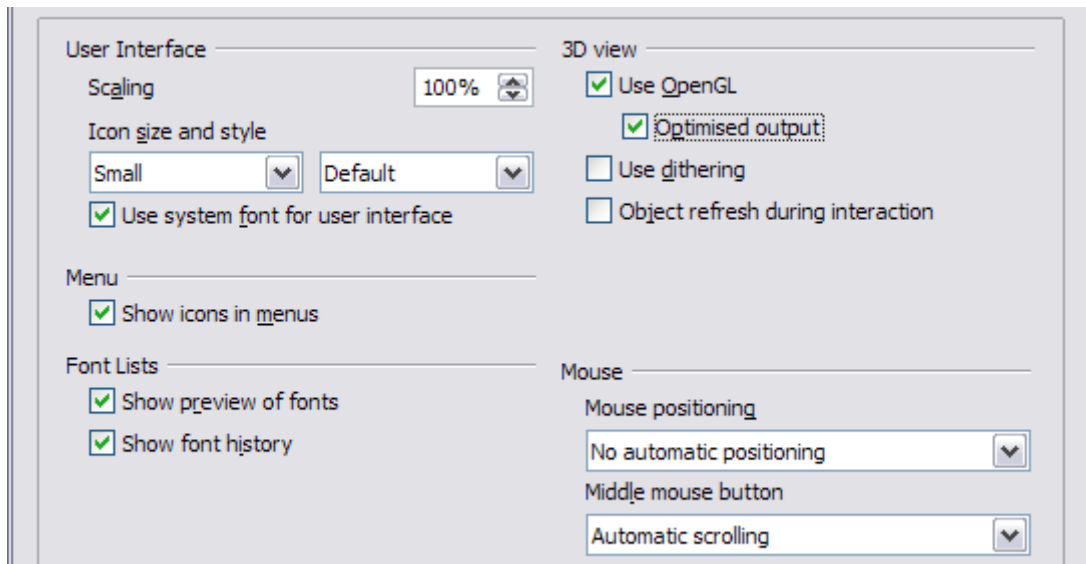 User Interface
Scaling 100%
Icon size and style
Small Default
Use system font for user interface
Menu
Show icons in menus
Font Lists
Show preview of fonts
Show font history
3D view
Use OpenGL
Optimised output
Use dithering
Object refresh during interaction
Mouse
Mouse positioning
No automatic positioning
Middle mouse button
Automatic scrolling